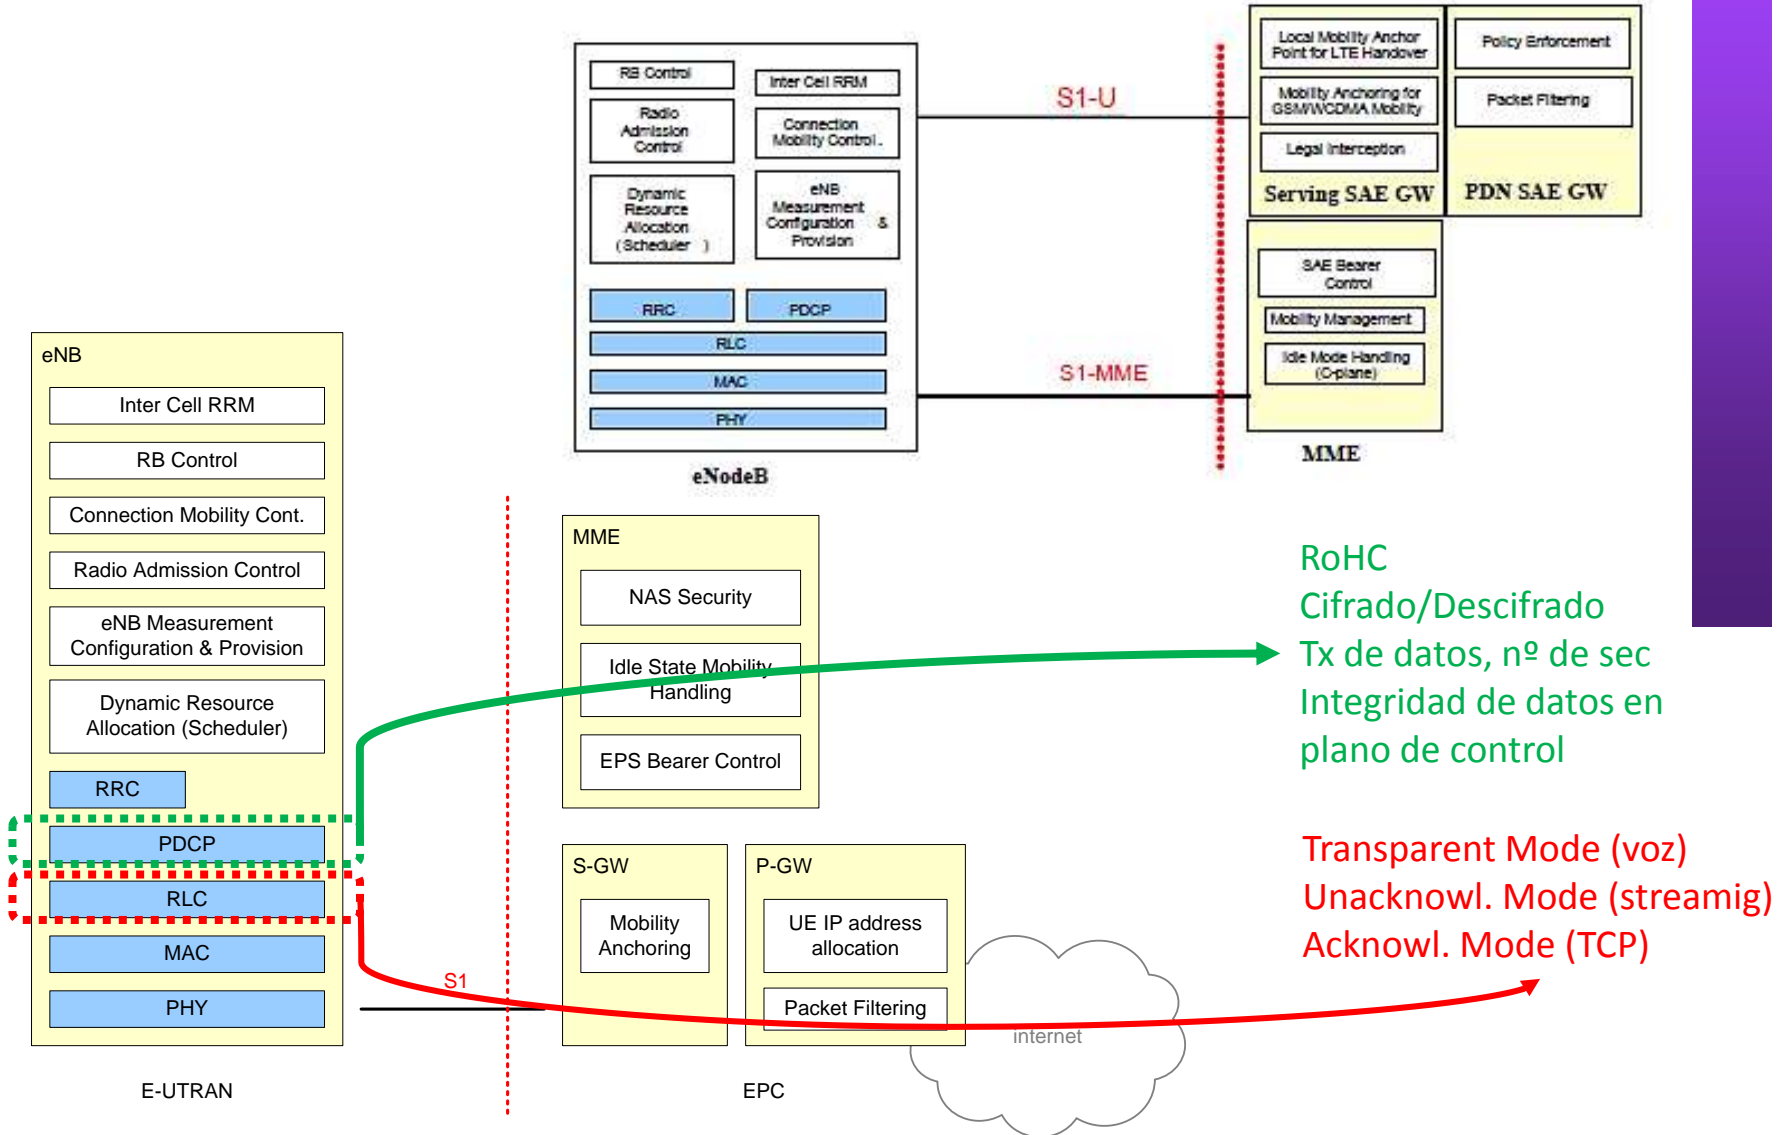 RB Control
Inter Cell RRM
Radio
Admission
Control
Connection
Mobility Control.
Dynamic
Resource
Allocation
(Scheduler )
eNB
Measurement
Configuration &
Provision
RRC
PDCP
RLC
MAC
PHY
eNodeB
S1-U
S1-MME
Local Mobility Anchor
Point for LTE Handover
Mobility Anchoring for
GSM/WCDMA Mobility
Legal Interception
Serving SAE GW
Policy Enforcement
Packet Filtering
PDN SAE GW
SAE Bearer
Control
Mobility Management
Idle Mode Handling
(C-plane)
MME
eNB
Inter Cell RRM
RB Control
Connection Mobility Cont.
Radio Admission Control
eNB Measurement
Configuration & Provision
Dynamic Resource
Allocation (Scheduler)
RRC
PDCP
RLC
MAC
PHY
E-UTRAN
S1
MME
NAS Security
Idle State Mobility
Handling
EPS Bearer Control
S-GW
Mobility
Anchoring
P-GW
UE IP address
allocation
Packet Filtering
internet
EPC
RoHC
Cifrado/Descifrado
Tx de datos, nº de sec
Integridad de datos en
plano de control
Transparent Mode (voz)
Unacknowl. Mode (streamig)
Acknowl. Mode (TCP)